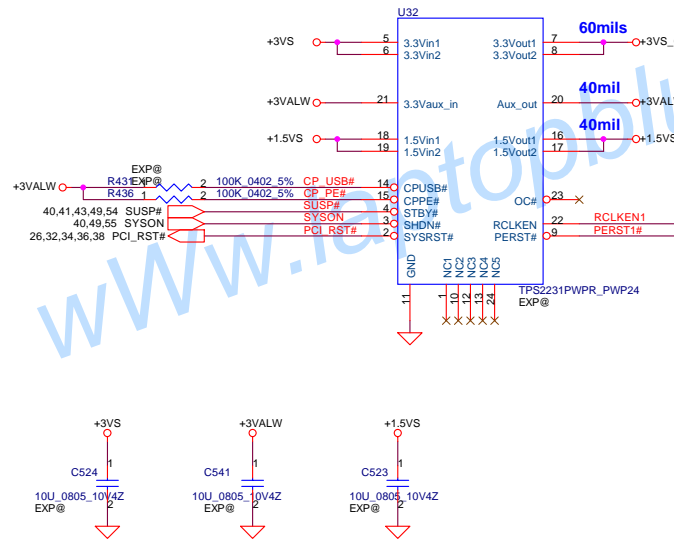 U32
60mils
+3VS 5 3.3Vin1 3.3Vout1 7 +3VS_
6 3.3Vin2 3.3Vout2 8
40mil
+3VALW 21 3.3Vaux_in Aux_out 20 +3VAL
40mil
+1.5VS 18 1.5Vin1 1.5Vout1 16 +1.5VS
19 1.5Vin2 1.5Vout2 17
EXP@
+3VALW R431 1 2 100K_0402_5% CP_USB# 14 CPUSB#
EXP@
R436 1 2 100K_0402_5% CP_PE# 15 CPPE# OC# 23
40,41,43,49,54 SUSP# SUSP# 4 STBY#
40,49,55 SYSON SYSON 3 SHDN# RCLKEN 22 RCLKEN1
26,32,34,36,38 PCI_RST# PCI_RST# 2 SYSRST# PERST# 9 PERST1#
GND NC1 NC2 NC3 NC4 NC5
11 1 10 12 13 24
TPS2231PWPR_PWP24
EXP@
www.laptopblu
+3VS +3VALW +1.5VS
1 1 1
C524 C541 C523
10U_0805_10V4Z 10U_0805_10V4Z 10U_0805_10V4Z
2 2 2
EXP@ EXP@ EXP@